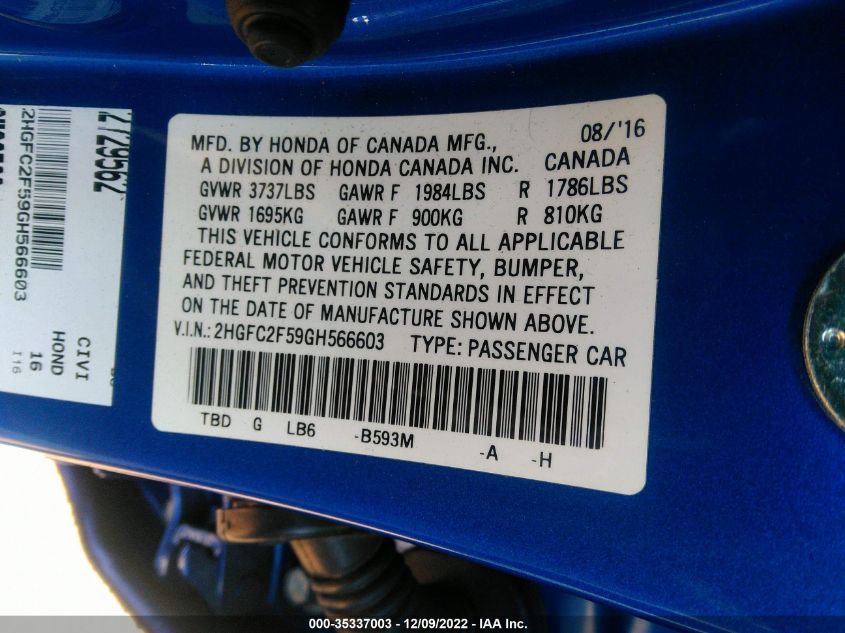 MFD. BY HONDA OF CANADA MFG., 08/'16
A DIVISION OF HONDA CANADA INC. CANADA
GVWR 3737LBS GAWR F 1984LBS R 1786LBS
GVWR 1695KG GAWR F 900KG R 810KG
THIS VEHICLE CONFORMS TO ALL APPLICABLE
FEDERAL MOTOR VEHICLE SAFETY, BUMPER,
AND THEFT PREVENTION STANDARDS IN EFFECT
ON THE DATE OF MANUFACTURE SHOWN ABOVE.
V.I.N.: 2HGFC2F59GH566603 TYPE: PASSENGER CAR
TBD G LB6 -B593M -A -H
27295627
2HGFC2F59GH566603
CIVI
HOND
16
I16
000-35337003 - 12/09/2022 - IAA Inc.